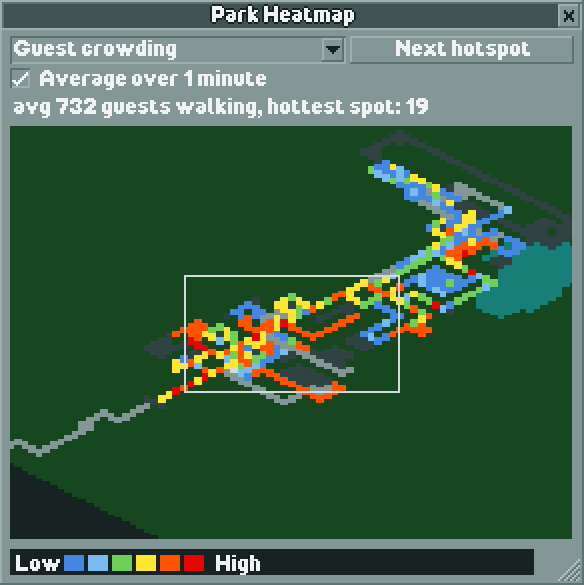 Park Heatmap
Guest crowding
Next hotspot
Average over 1 minute
avg 732 guests walking, hottest spot: 19
Low High